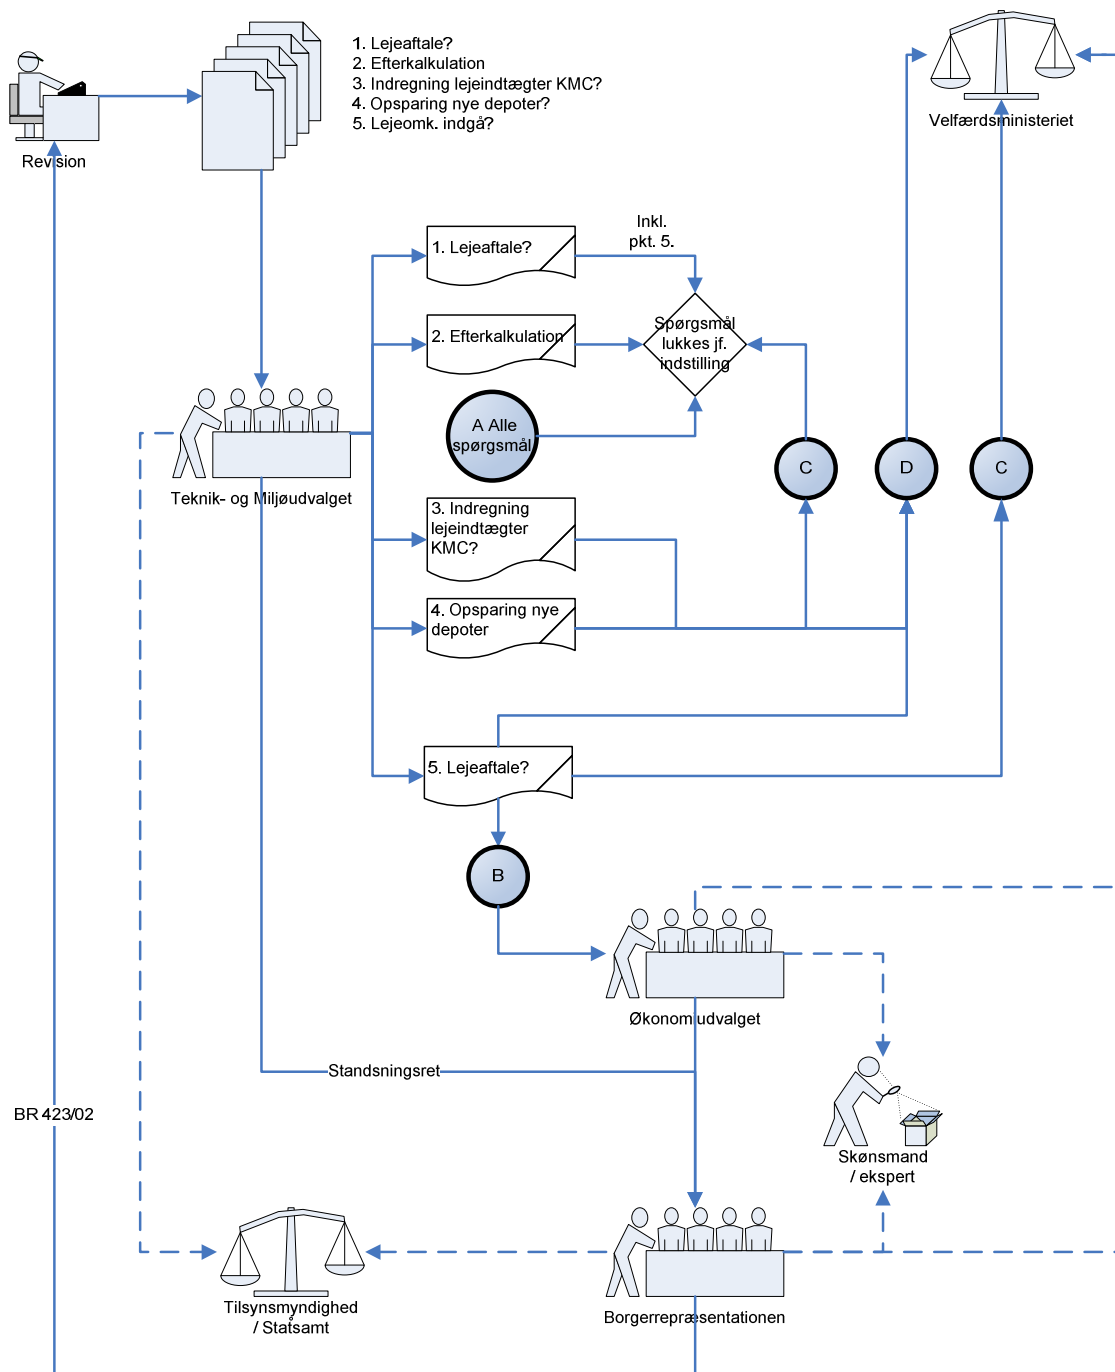 1. Lejeaftale?
2. Efterkalkulation
3. Indregning lejeindtægter KMC?
4. Opsparing nye depoter?
5. Lejeomk. indgå?
Revision
Velfærdsministeriet
Inkl.
pkt. 5.
1. Lejeaftale?
2. Efterkalkulation
Spørgsmål
lukkes jf.
indstilling
A Alle
spørgsmål
C
D
C
Teknik- og Miljøudvalget
3. Indregning
lejeindtægter
KMC?
4. Opsparing nye
depoter
5. Lejeaftale?
B
Økonomiudvalget
Standsningsret
BR 423/02
Skønsmand
/ ekspert
Tilsynsmyndighed
/ Statsamt
Borgerrepræsentationen